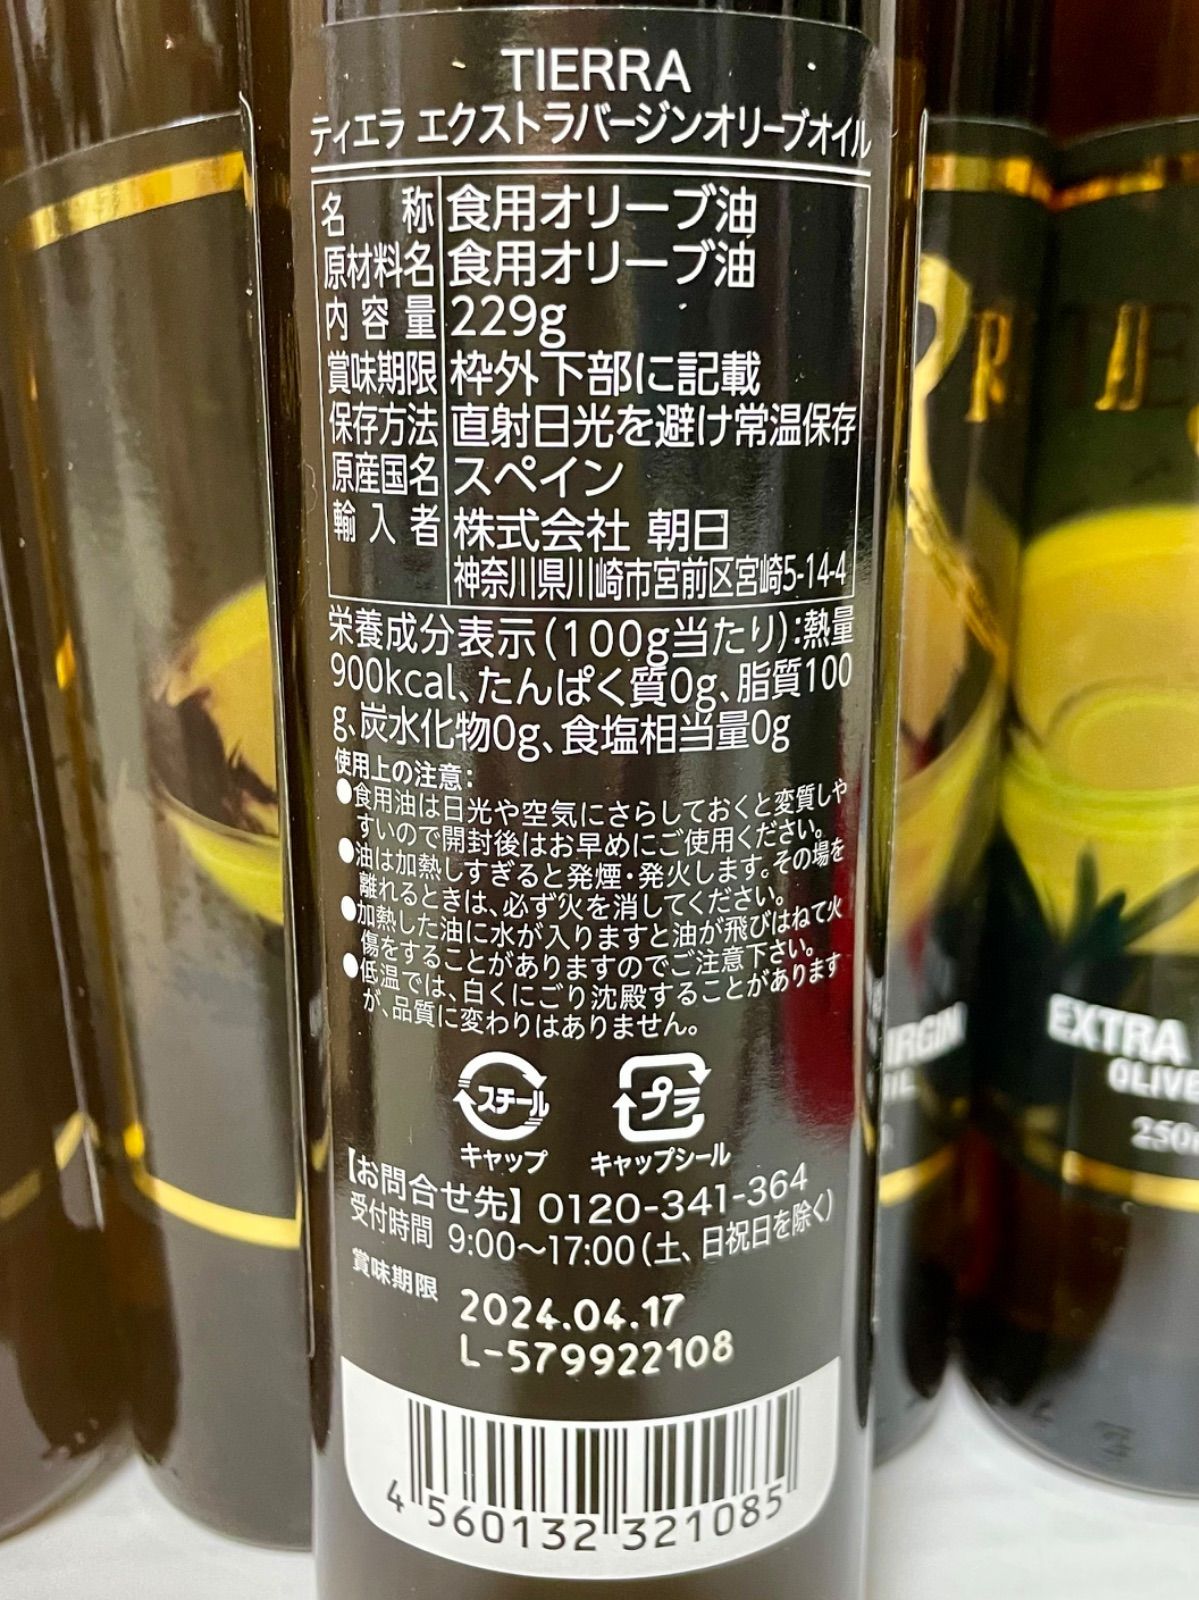 TIERRA
ティエラ エクストラバージンオリーブオイル
名称 食用オリーブ油
原材料名 食用オリーブ油
内容量 229g
賞味期限 枠外下部に記載
保存方法 直射日光を避け常温保存
原産国名 スペイン
輸入者 株式会社 朝日
神奈川県川崎市宮前区宮崎5-14-4
栄養成分表示(100g当たり):熱量
900kcal、たんぱく質0g、脂質100
g、炭水化物0g、食塩相当量0g
使用上の注意:
●食用油は日光や空気にさらしておくと変質しや
すいので開封後はお早めにご使用ください。
●油は加熱しすぎると発煙・発火します。その場を
離れるときは、必ず火を消してください。
●加熱した油に水が入りますと油が飛びはねて火
傷をすることがありますのでご注意下さい。
●低温では、白くにごり沈殿することがあります
が、品質に変わりはありません。
スチール
プラ
キャップ
キャップシール
【お問合せ先】0120-341-364
受付時間 9:00〜17:00(土、日祝日を除く)
賞味期限
2024.04.17
L-579922108
4 560132 321085
EXTRA
OLIVE